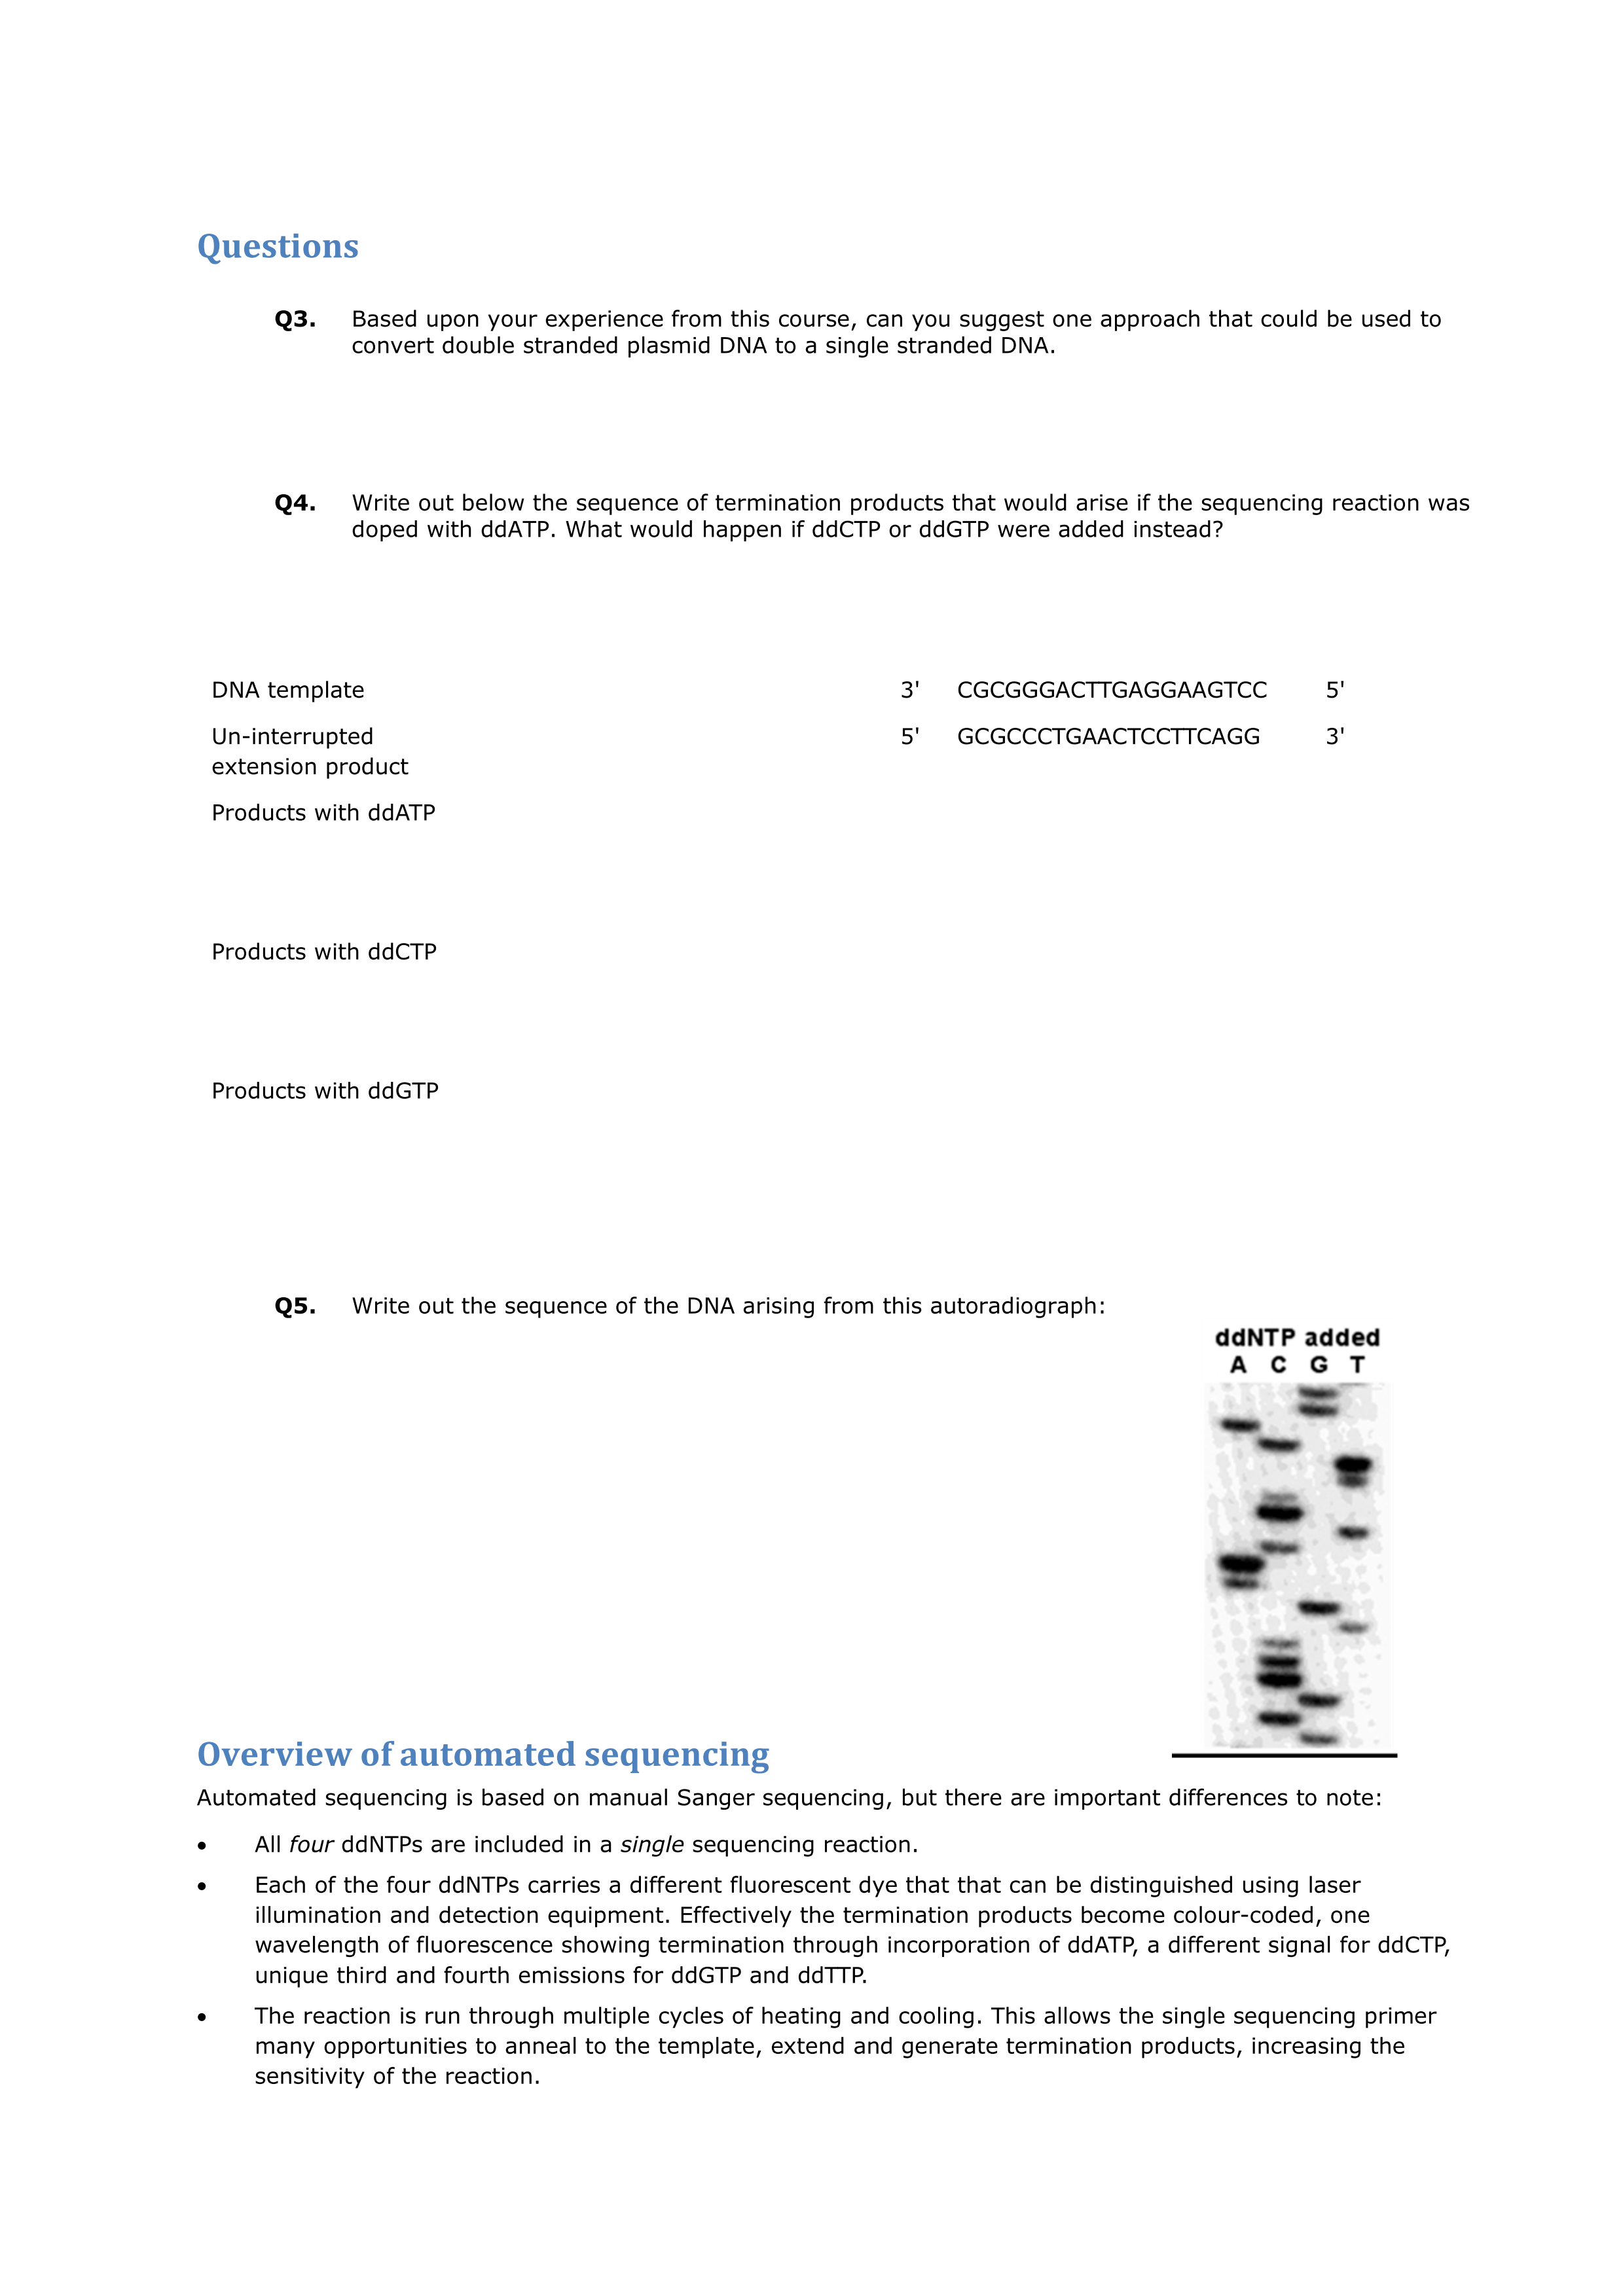 Questions
Q3. Based upon your experience from this course, can you suggest one approach that could be used to
convert double stranded plasmid DNA to a single stranded DNA.
Q4. Write out below the sequence of termination products that would arise if the sequencing reaction was
doped with ddATP. What would happen if ddCTP or ddGTP were added instead?
DNA template 3' CGCGGGACTTGAGGAAGTCC 5'
Un-interrupted 5' GCGCCCTGAACTCCTTCAGG 3'
extension product
Products with ddATP
Products with ddCTP
Products with ddGTP
Q5. Write out the sequence of the DNA arising from this autoradiograph:
ddNTP added
A C G T
Overview of automated sequencing
Automated sequencing is based on manual Sanger sequencing, but there are important differences to note:
• All four ddNTPs are included in a single sequencing reaction.
• Each of the four ddNTPs carries a different fluorescent dye that that can be distinguished using laser
illumination and detection equipment. Effectively the termination products become colour-coded, one
wavelength of fluorescence showing termination through incorporation of ddATP, a different signal for ddCTP,
unique third and fourth emissions for ddGTP and ddTTP.
• The reaction is run through multiple cycles of heating and cooling. This allows the single sequencing primer
many opportunities to anneal to the template, extend and generate termination products, increasing the
sensitivity of the reaction.